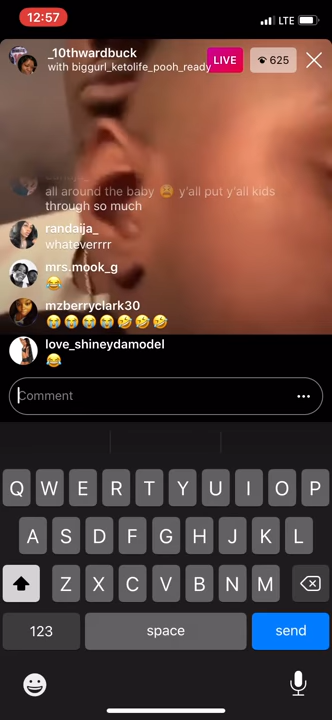 12:57
LTE
_10thwardbuck
with biggurl_ketolife_pooh_ready
LIVE
625
all around the baby 😩 y'all put y'all kids
through so much
randaija_
whateverrrr
mrs.mook_g
😂
mzberryclark30
😭😭😭😭🤣🤣🤣
love_shineydamodel
😂
Comment
Q W E R T Y U I O P
A S D F G H J K L
Z X C V B N M
123 space send